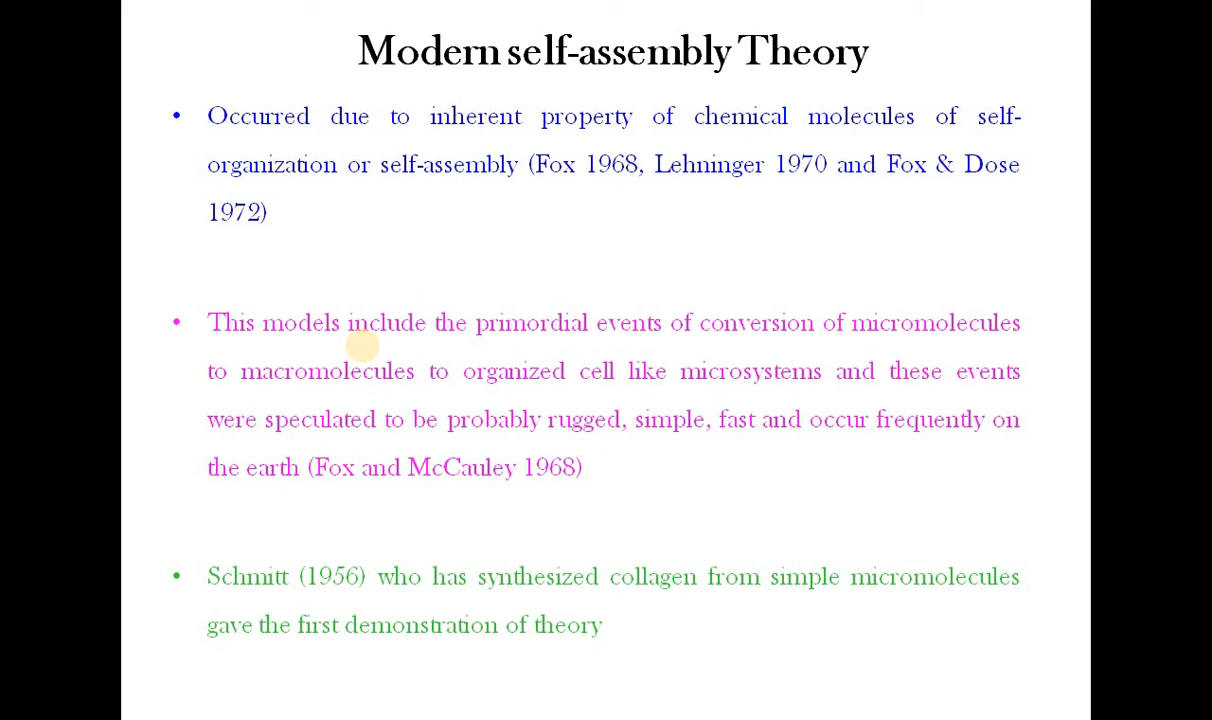 Modern self-assembly Theory
• Occurred due to inherent property of chemical molecules of self-
organization or self-assembly (Fox 1968, Lehninger 1970 and Fox & Dose
1972)
• This models include the primordial events of conversion of micromolecules
to macromolecules to organized cell like microsystems and these events
were speculated to be probably rugged, simple, fast and occur frequently on
the earth (Fox and McCauley 1968)
• Schmitt (1956) who has synthesized collagen from simple micromolecules
gave the first demonstration of theory